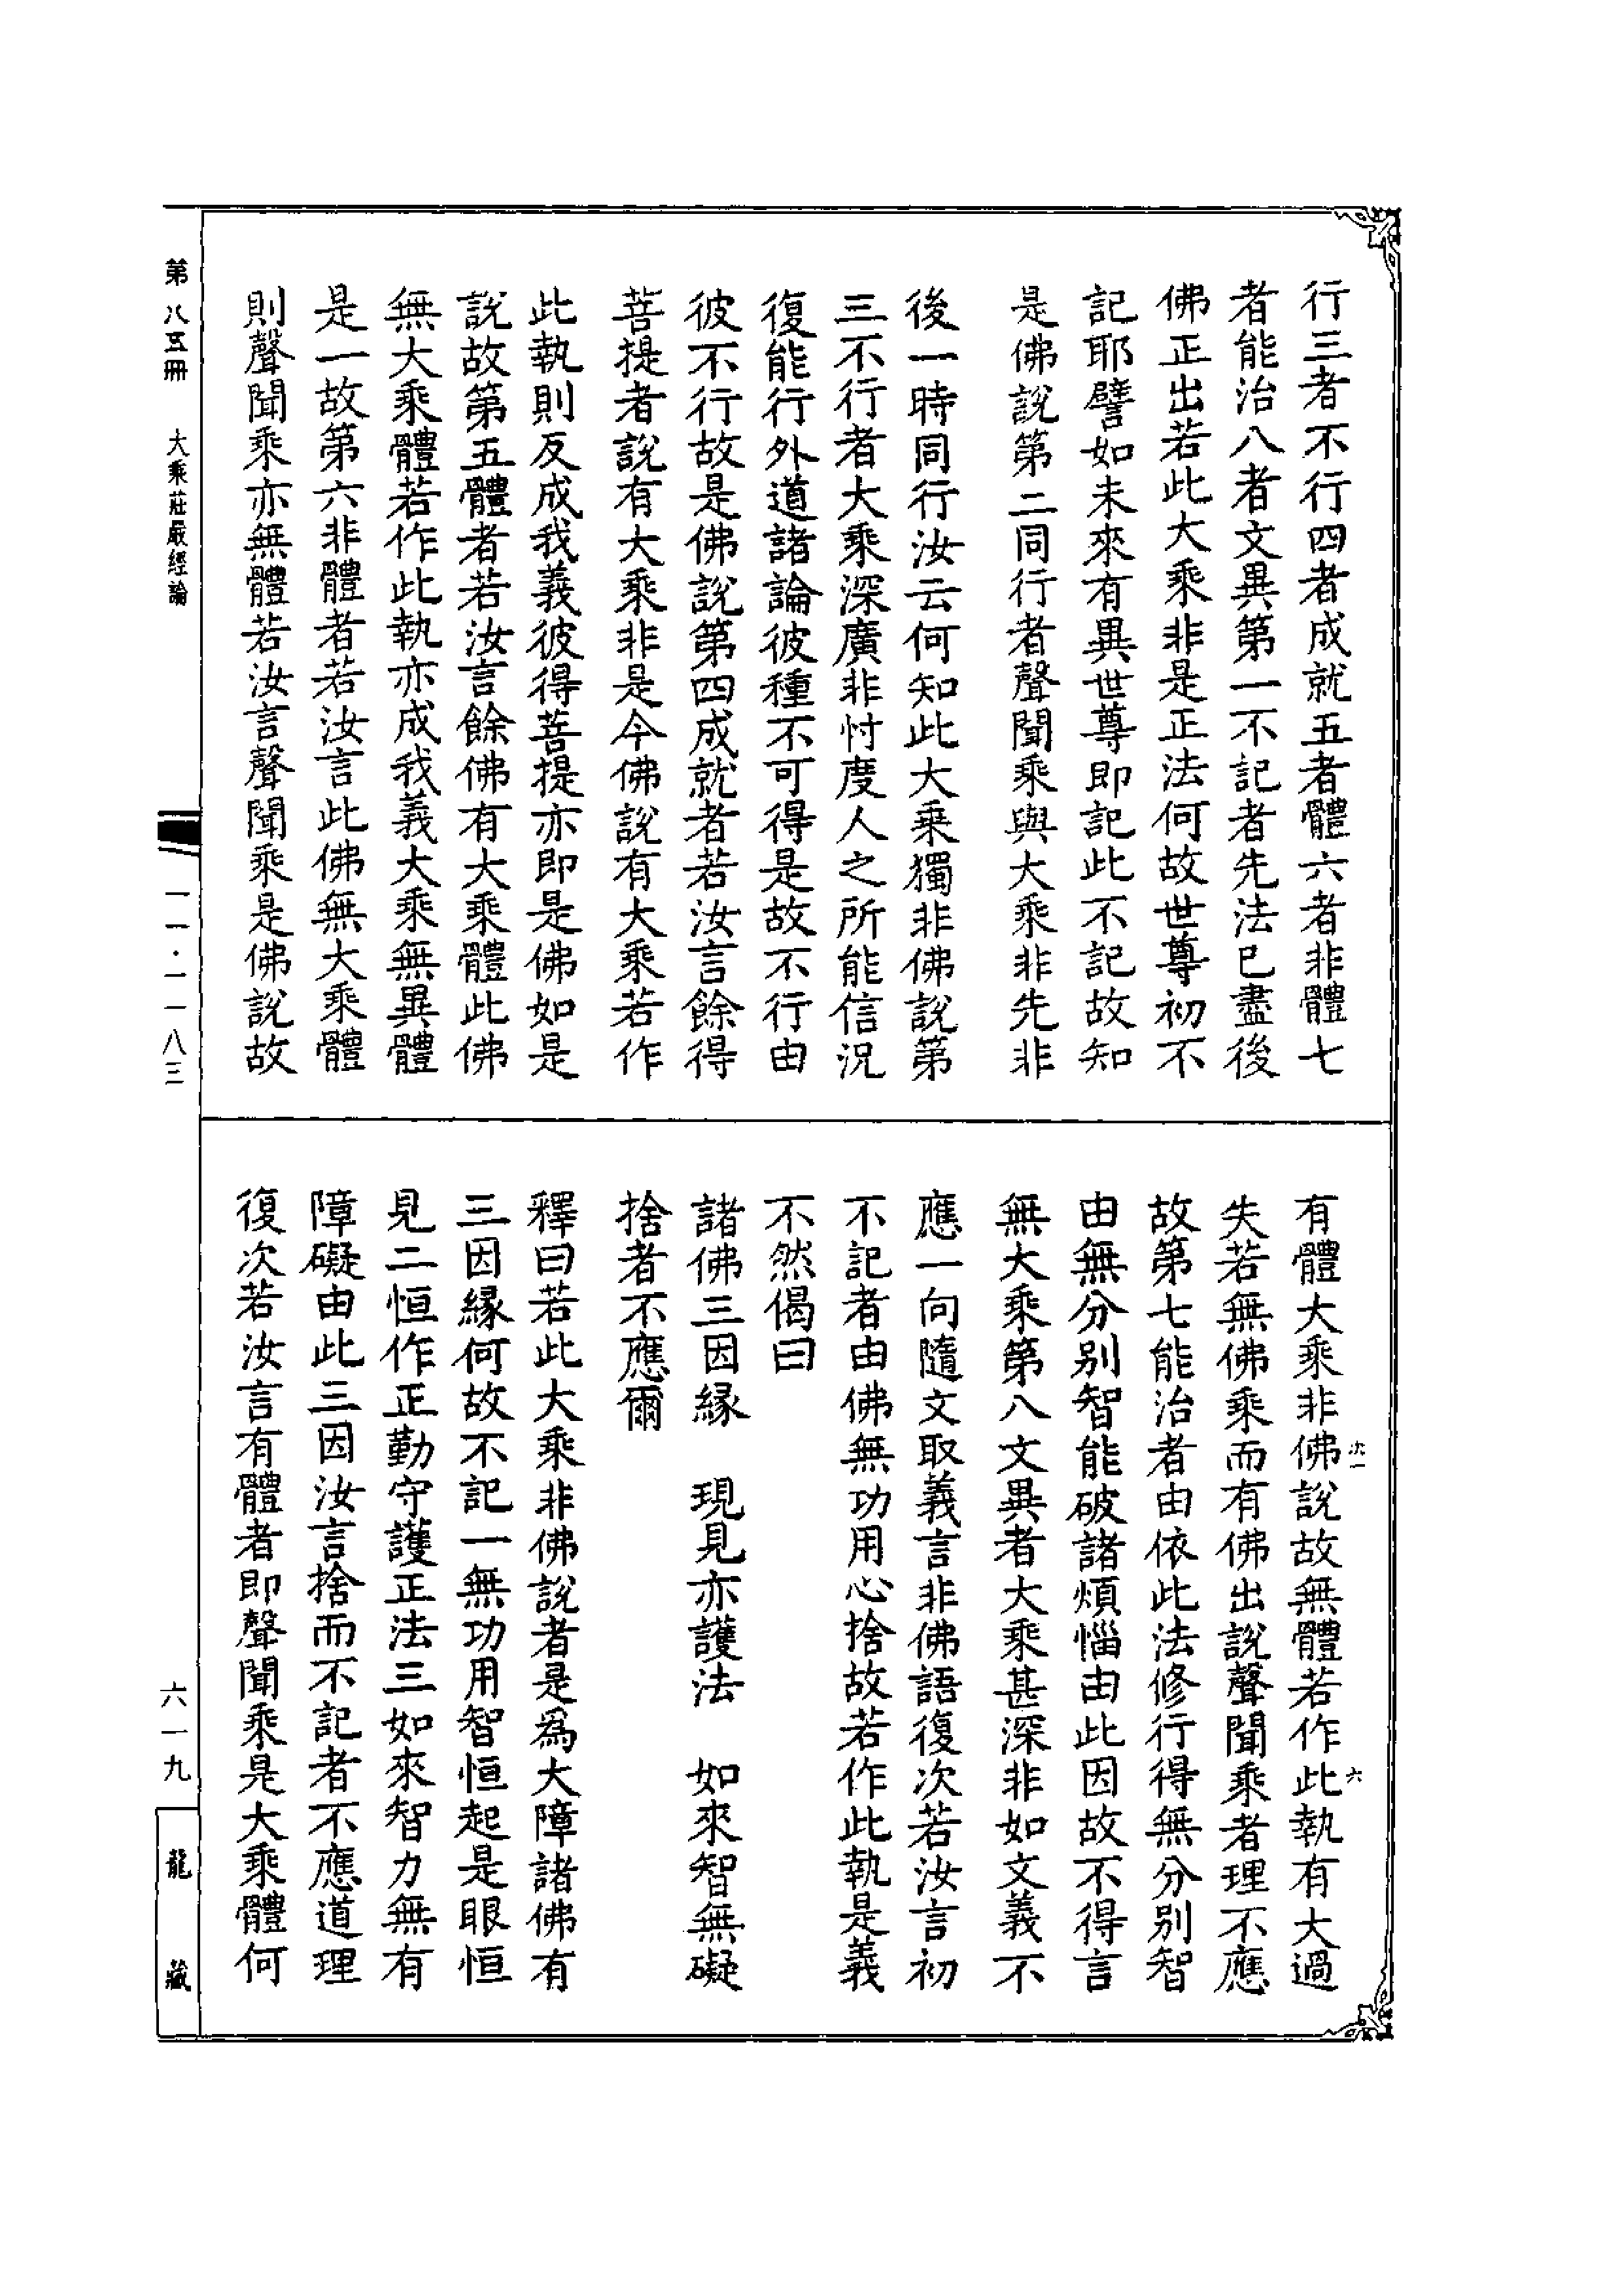 行三者不行四者成就五者體六者非體七
者能治八者文異第一不記者先法已盡後
佛正出若此大乘非是正法何故世尊初不
記耶譬如未來有異世尊即記此不記故知
是佛說第二同行者聲聞乘與大乘非先非
後一時同行汝云何知此大乘獨非佛說第
三不行者大乘深廣非忖度人之所能信況
復能行外道諸論彼種不可得是故不行由
彼不行故是佛說第四成就者若汝言餘得
菩提者說有大乘非是今佛說有大乘若作
此執則反成我義彼得菩提亦即是佛如是
說故第五體者若汝言餘佛有大乘體此佛
無大乘體若作此執亦成我義大乘無異體
是一故第六非體者若汝言此佛無大乘體
則聲聞乘亦無體若汝言聲聞乘是佛說故
有體大乘非佛說故無體若作此執有大過
失若無佛乘而有佛出說聲聞乘者理不應
故第七能治者由依此法修行得無分別智
由無分別智能破諸煩惱由此因故不得言
無大乘第八文異者大乘甚深非如文義不
應一向隨文取義言非佛語復次若汝言初
不記者由佛無功用心捨故若作此執是義
不然偈曰
諸佛三因緣　現見亦護法　如來智無礙
捨者不應爾
釋曰若此大乘非佛說者是為大障諸佛有
三因緣何故不記一無功用智恒起是眼恒
見二恒作正勤守護正法三如來智力無有
障礙由此三因汝言捨而不記者不應道理
復次若汝言有體者即聲聞乘是大乘體何
六
第八五冊　大乘莊嚴經論
一一·一一八三
六一九
龍藏